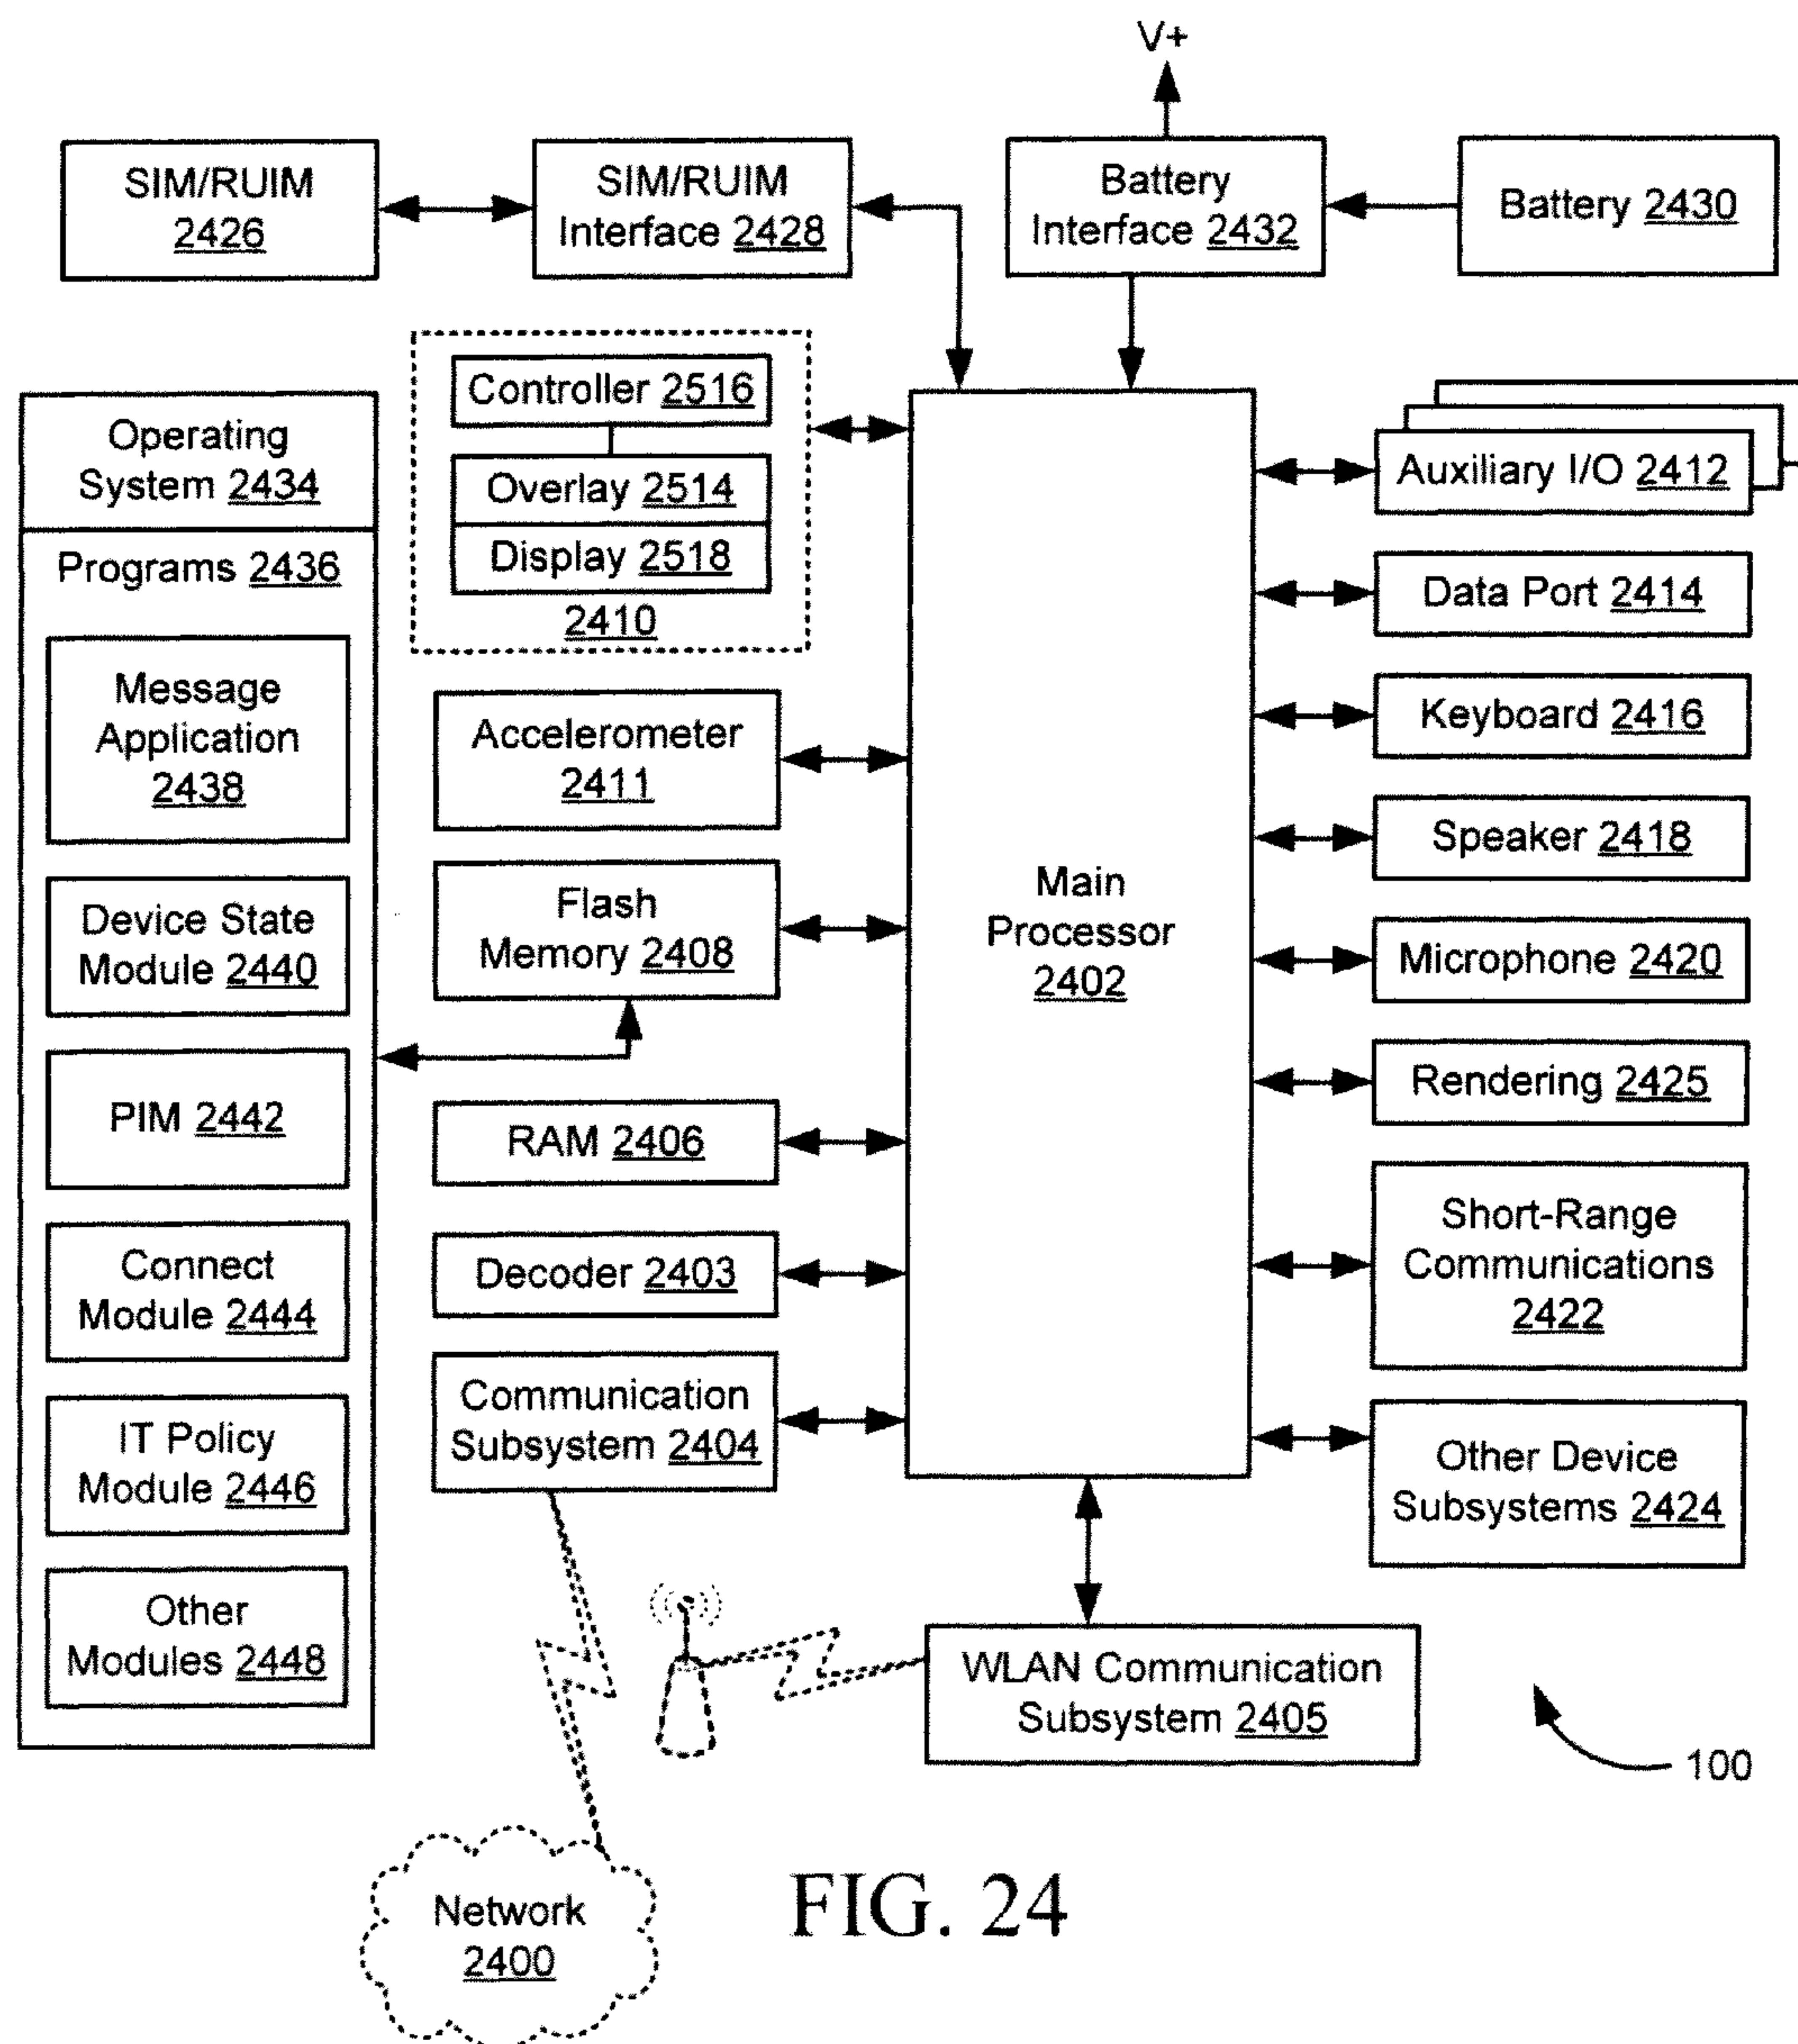 V+
SIM/RUIM
2426
SIM/RUIM
Interface 2428
Battery
Interface 2432
Battery 2430
Operating
System 2434
Programs 2436
Message
Application
2438
Device State
Module 2440
PIM 2442
Connect
Module 2444
IT Policy
Module 2446
Other
Modules 2448
Controller 2516
Overlay 2514
Display 2518
2410
Accelerometer
2411
Flash
Memory 2408
RAM 2406
Decoder 2403
Communication
Subsystem 2404
Main
Processor
2402
Auxiliary I/O 2412
Data Port 2414
Keyboard 2416
Speaker 2418
Microphone 2420
Rendering 2425
Short-Range
Communications
2422
Other Device
Subsystems 2424
WLAN Communication
Subsystem 2405
100
Network
2400
FIG. 24